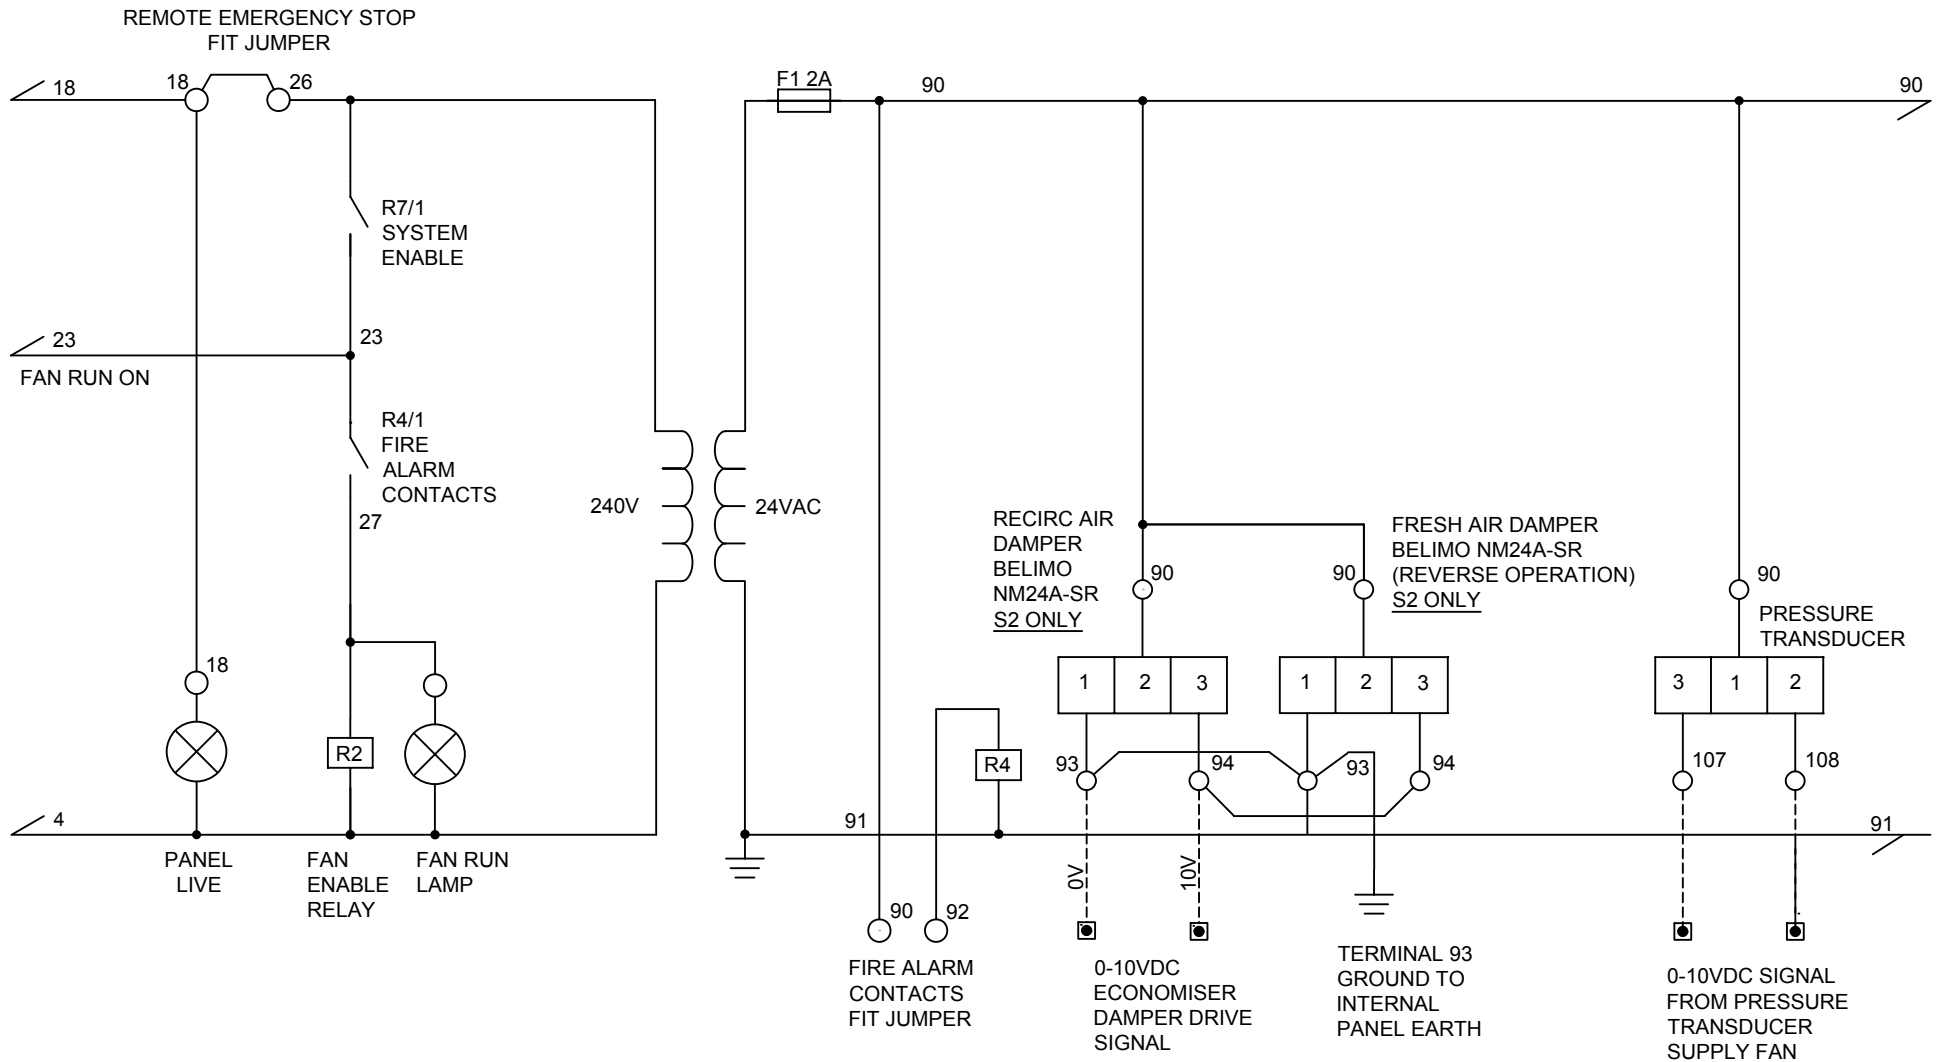 REMOTE EMERGENCY STOP
FIT JUMPER
18
18
26
F1 2A
90
90
R7/1
SYSTEM
ENABLE
23
23
FAN RUN ON
R4/1
FIRE
ALARM
CONTACTS
27
240V
24VAC
RECIRC AIR
DAMPER
BELIMO
NM24A-SR
S2 ONLY
90
90
FRESH AIR DAMPER
BELIMO NM24A-SR
(REVERSE OPERATION)
S2 ONLY
90
PRESSURE
TRANSDUCER
18
1 2 3
1 2 3
3 1 2
R2
R4
93
94
93
94
107
108
4
91
91
PANEL
LIVE
FAN
ENABLE
RELAY
FAN RUN
LAMP
0V
10V
90
92
FIRE ALARM
CONTACTS
FIT JUMPER
0-10VDC
ECONOMISER
DAMPER DRIVE
SIGNAL
TERMINAL 93
GROUND TO
INTERNAL
PANEL EARTH
0-10VDC SIGNAL
FROM PRESSURE
TRANSDUCER
SUPPLY FAN